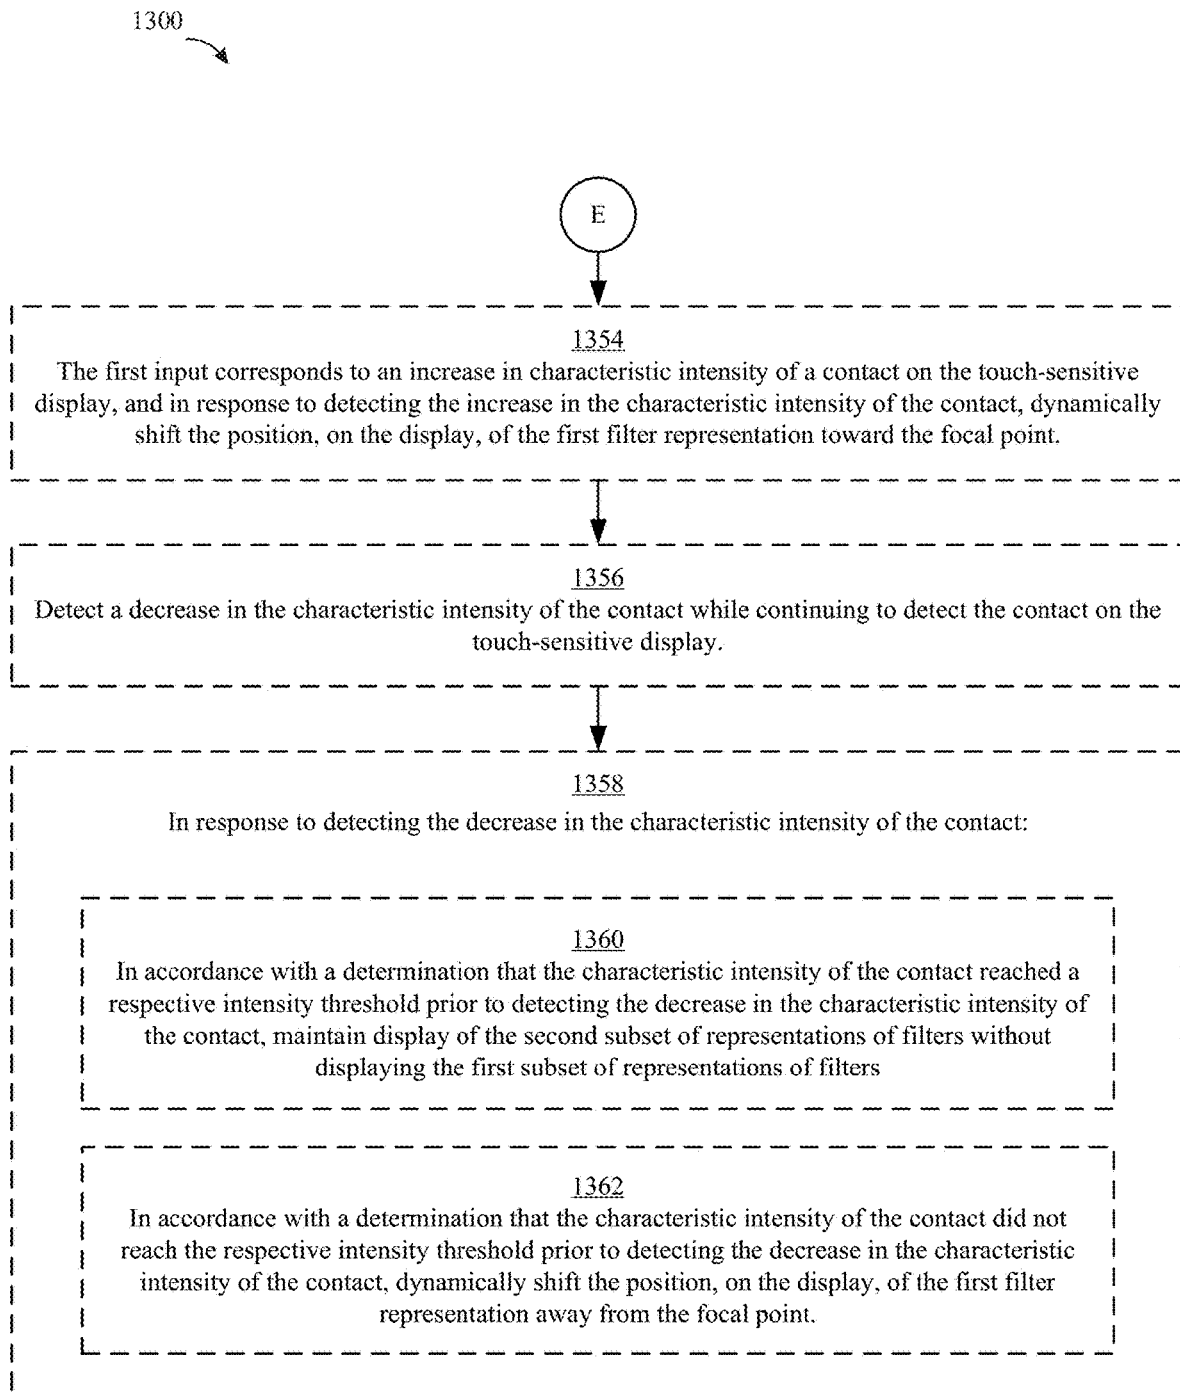 1300
E
1354
The first input corresponds to an increase in characteristic intensity of a contact on the touch-sensitive
display, and in response to detecting the increase in the characteristic intensity of the contact, dynamically
shift the position, on the display, of the first filter representation toward the focal point.
1356
Detect a decrease in the characteristic intensity of the contact while continuing to detect the contact on the
touch-sensitive display.
1358
In response to detecting the decrease in the characteristic intensity of the contact:
1360
In accordance with a determination that the characteristic intensity of the contact reached a
respective intensity threshold prior to detecting the decrease in the characteristic intensity of
the contact, maintain display of the second subset of representations of filters without
displaying the first subset of representations of filters
1362
In accordance with a determination that the characteristic intensity of the contact did not
reach the respective intensity threshold prior to detecting the decrease in the characteristic
intensity of the contact, dynamically shift the position, on the display, of the first filter
representation away from the focal point.